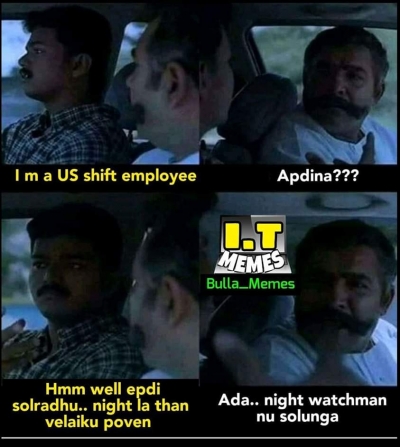 I m a US shift employee
Apdina???
I.T
MEMES
Bulla_Memes
Hmm well epdi
solradhu.. night la than
velaiku poven
Ada.. night watchman
nu solunga